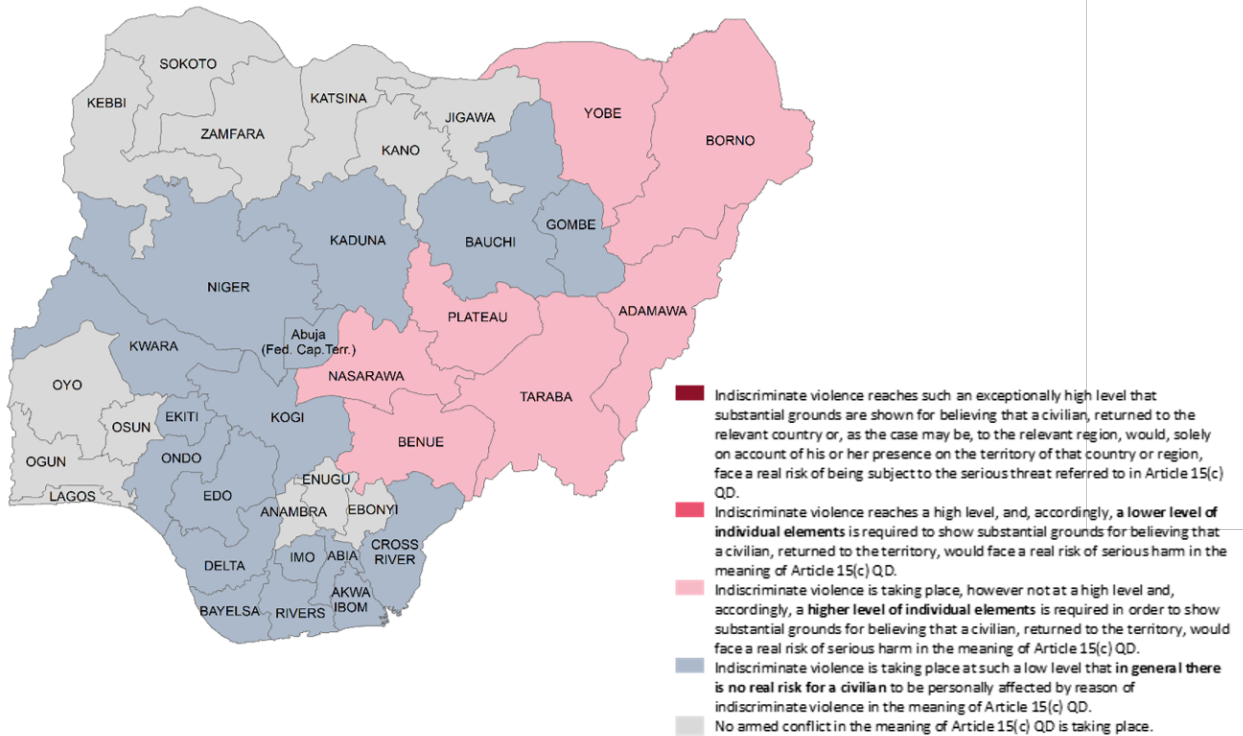 SOKOTO
KEBBI
KATSINA
ZAMFARA
JIGAWA
KANO
YOBE
BORNO
KADUNA
BAUCHI
GOMBE
NIGER
PLATEAU
ADAMAWA
Abuja
(Fed. Cap.Terr.)
KWARA
NASARAWA
TARABA
OYO
OSUN
EKITI
KOGI
BENUE
OGUN
ONDO
LAGOS
EDO
ENUGU
ANAMBRA
EBONYI
DELTA
IMO
ABIA
CROSS
RIVER
BAYELSA
RIVERS
AKWA
IBOM
Indiscriminate violence reaches such an exceptionally high level that
substantial grounds are shown for believing that a civilian, returned to the
relevant country or, as the case may be, to the relevant region, would, solely
on account of his or her presence on the territory of that country or region,
face a real risk of being subject to the serious threat referred to in Article 15(c)
QD.
Indiscriminate violence reaches a high level, and, accordingly, a lower level of
individual elements is required to show substantial grounds for believing that
a civilian, returned to the territory, would face a real risk of serious harm in the
meaning of Article 15(c) QD.
Indiscriminate violence is taking place, however not at a high level and,
accordingly, a higher level of individual elements is required in order to show
substantial grounds for believing that a civilian, returned to the territory, would
face a real risk of serious harm in the meaning of Article 15(c) QD.
Indiscriminate violence is taking place at such a low level that in general there
is no real risk for a civilian to be personally affected by reason of
indiscriminate violence in the meaning of Article 15(c) QD.
No armed conflict in the meaning of Article 15(c) QD is taking place.